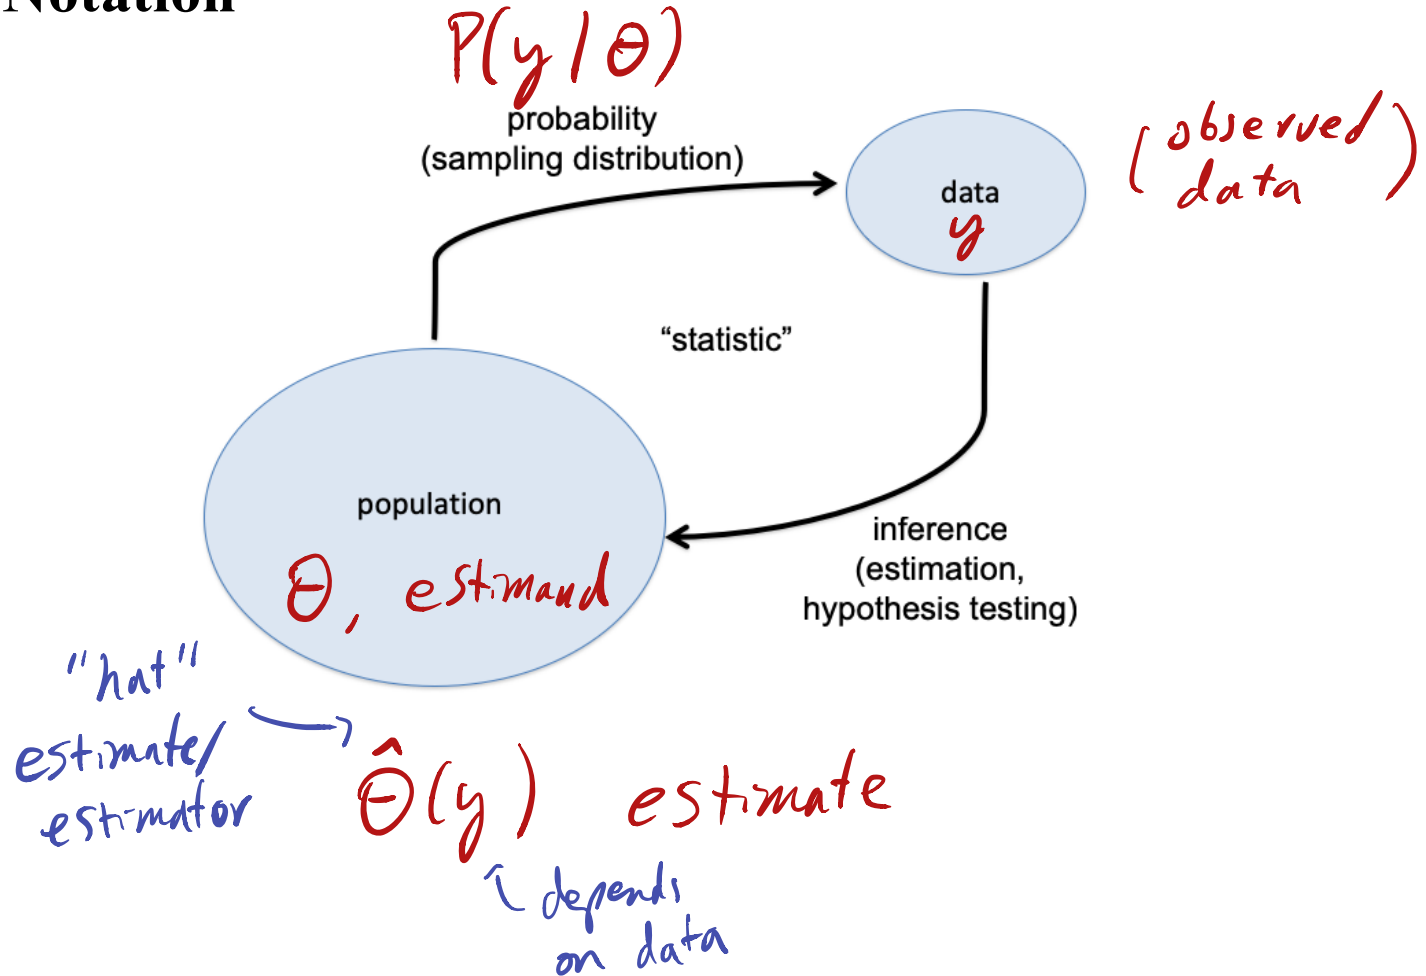 Notation
P(y|θ)
probability
(sampling distribution)
data
y
(observed
data)
“statistic”
population
θ, estimand
inference
(estimation,
hypothesis testing)
"hat"
estimate/
estimator
θ̂(y) estimate
depends
on data